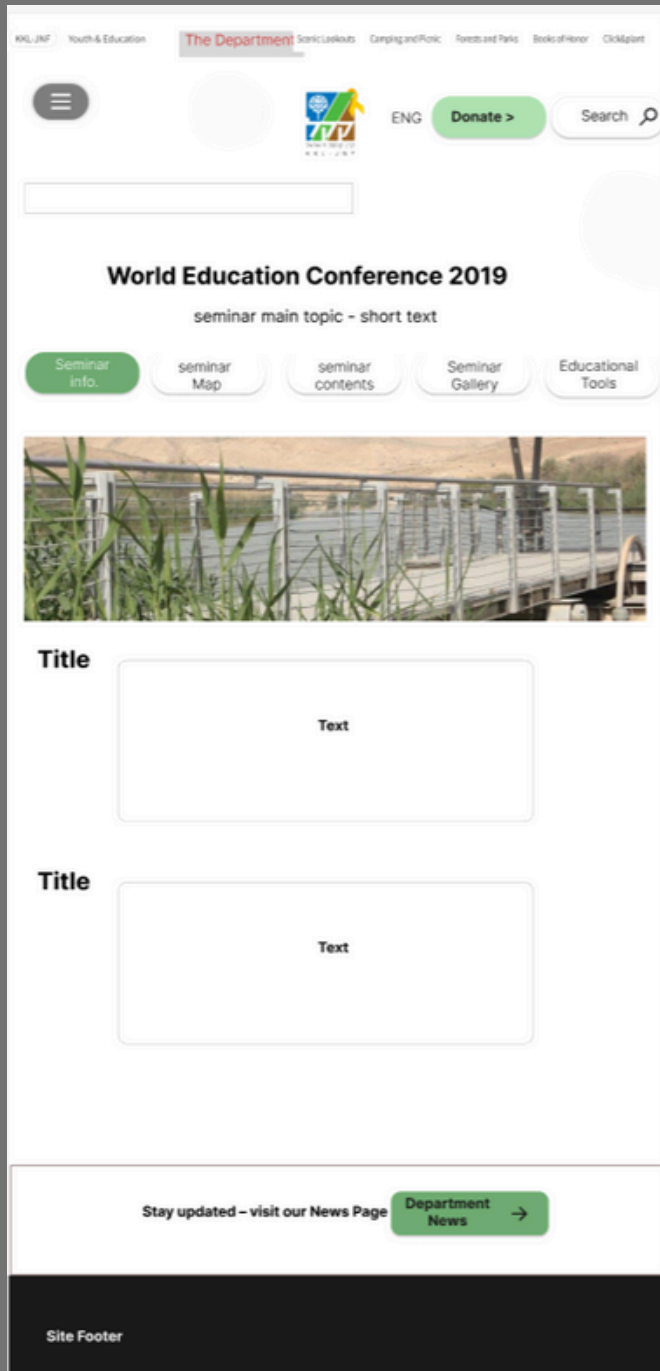 KKL-JNF Youth & Education The Department Scenic Lookouts Camping and Picnic Forests and Parks Books of Honor Click&plant
KKL-JNF
ENG Donate > Search
World Education Conference 2019
seminar main topic - short text
Seminar
info.
seminar
Map
seminar
contents
Seminar
Gallery
Educational
Tools
Title
Text
Title
Text
Stay updated – visit our News Page
Department
News
Site Footer